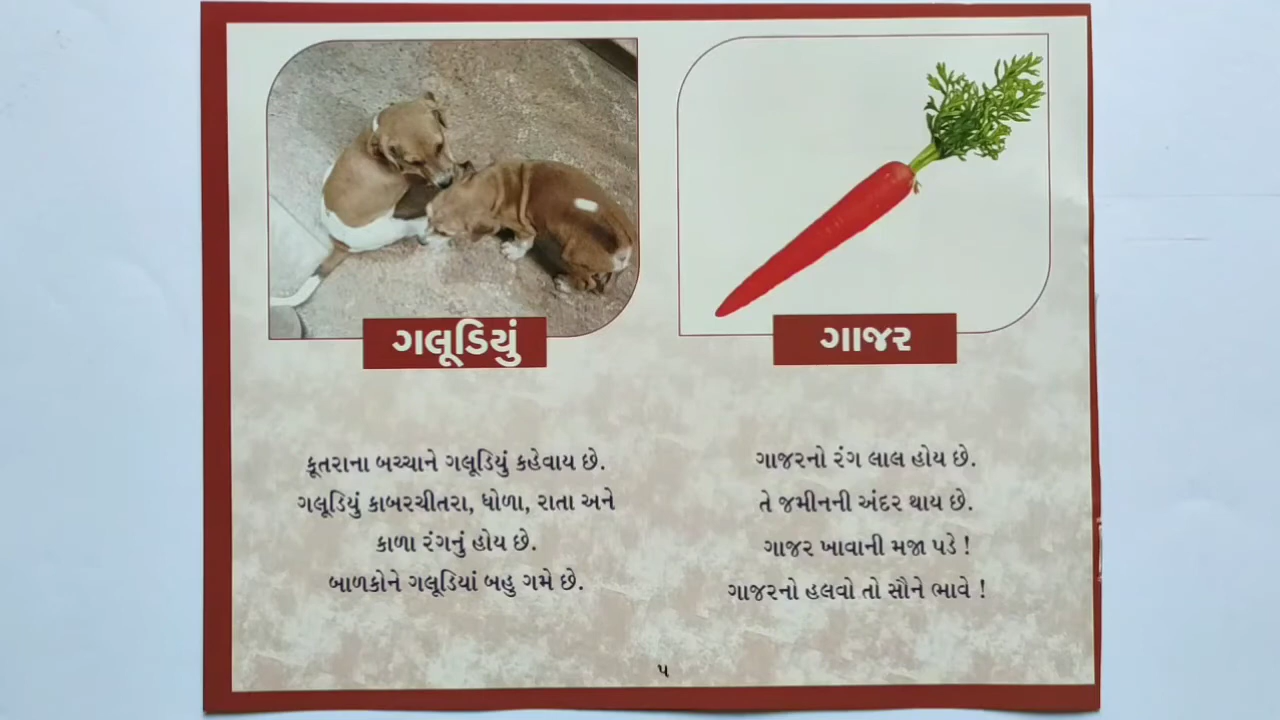 ગલૂડિયું
કૂતરાના બચ્ચાને ગલૂડિયું કહેવાય છે.
ગલૂડિયું કાબરચીતરા, ધોળા, રાતા અને
કાળા રંગનું હોય છે.
બાળકોને ગલૂડિયાં બહુ ગમે છે.
ગાજર
ગાજરનો રંગ લાલ હોય છે.
તે જમીનની અંદર થાય છે.
ગાજર ખાવાની મજા પડે !
ગાજરનો હલવો તો સૌને ભાવે !
૫